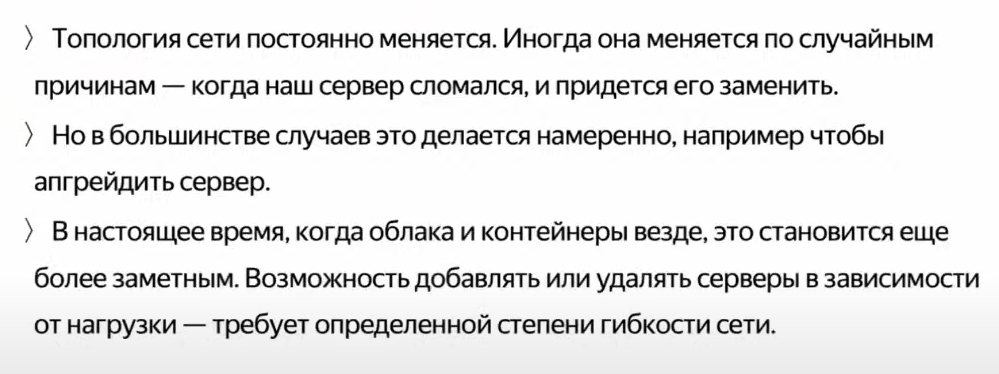 〉 Топология сети постоянно меняется. Иногда она меняется по случайным
причинам — когда наш сервер сломался, и придется его заменить.
〉 Но в большинстве случаев это делается намеренно, например чтобы
апгрейдить сервер.
〉 В настоящее время, когда облака и контейнеры везде, это становится еще
более заметным. Возможность добавлять или удалять серверы в зависимости
от нагрузки — требует определенной степени гибкости сети.